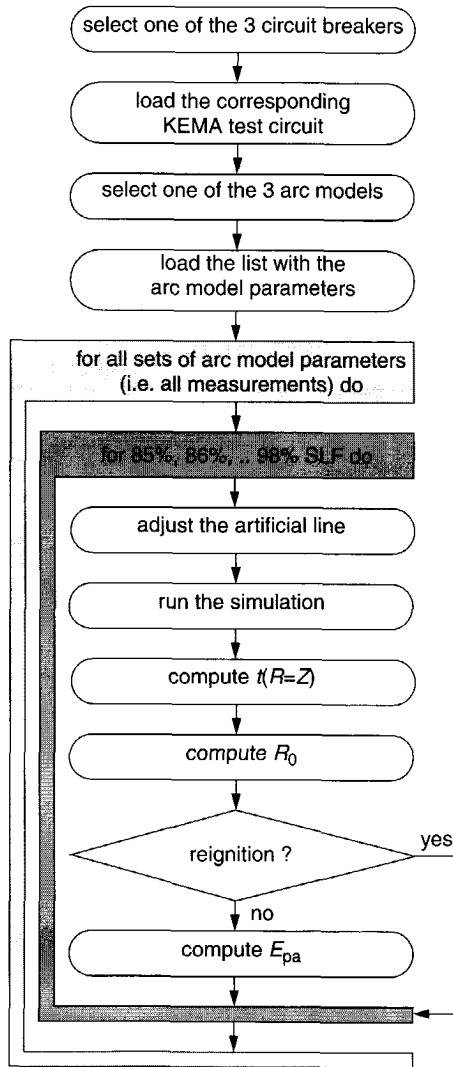 select one of the 3 circuit breakers
load the corresponding
KEMA test circuit
select one of the 3 arc models
load the list with the
arc model parameters
for all sets of arc model parameters
(i.e. all measurements) do
for 85%, 86%, .. 98% SLF do
adjust the artificial line
run the simulation
compute t(R=Z)
compute R0
reignition ?
yes
no
compute Epa